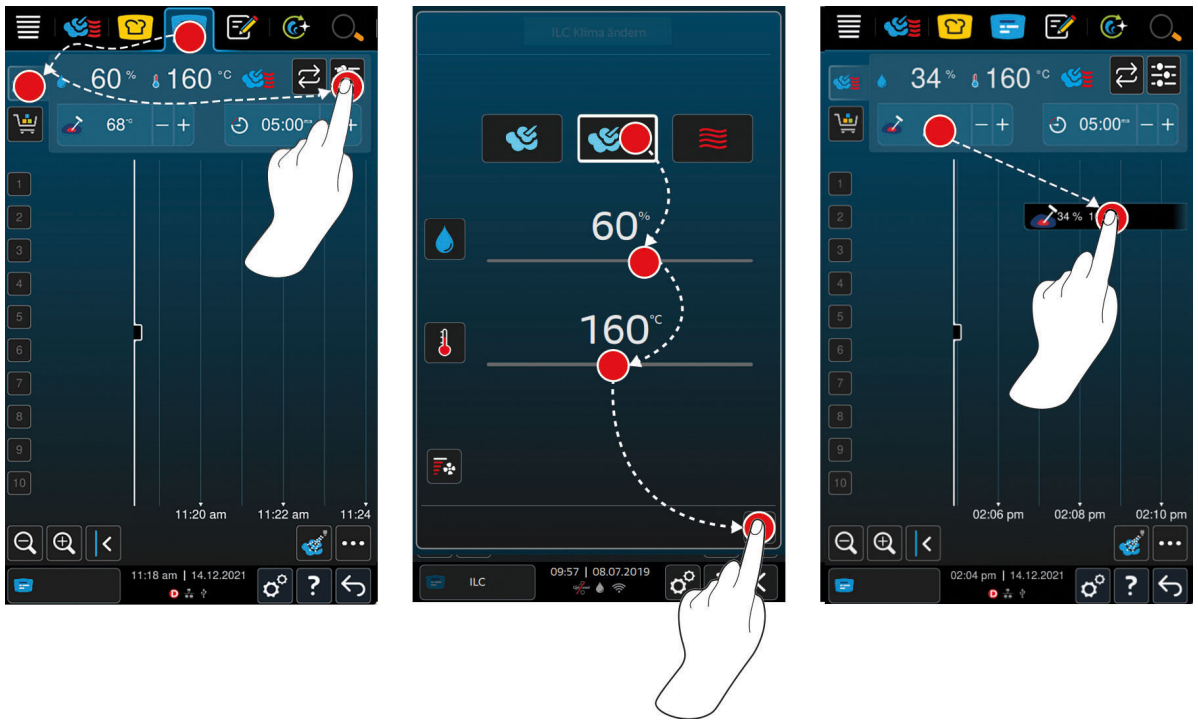 60 % 160 °C
68 °C − + 05:00 ms +
1
2
3
4
5
6
7
8
9
10
11:20 am 11:22 am 11:24
11:18 am | 14.12.2021
D ?
ILC Klima ändern
60 %
160 °C
ILC 09:57 | 08.07.2019
34 % 160 °C
− + 05:00 ms − +
1
2
34 % 1
3
4
5
6
7
8
9
10
02:06 pm 02:08 pm 02:10 pm
02:04 pm | 14.12.2021
D ?